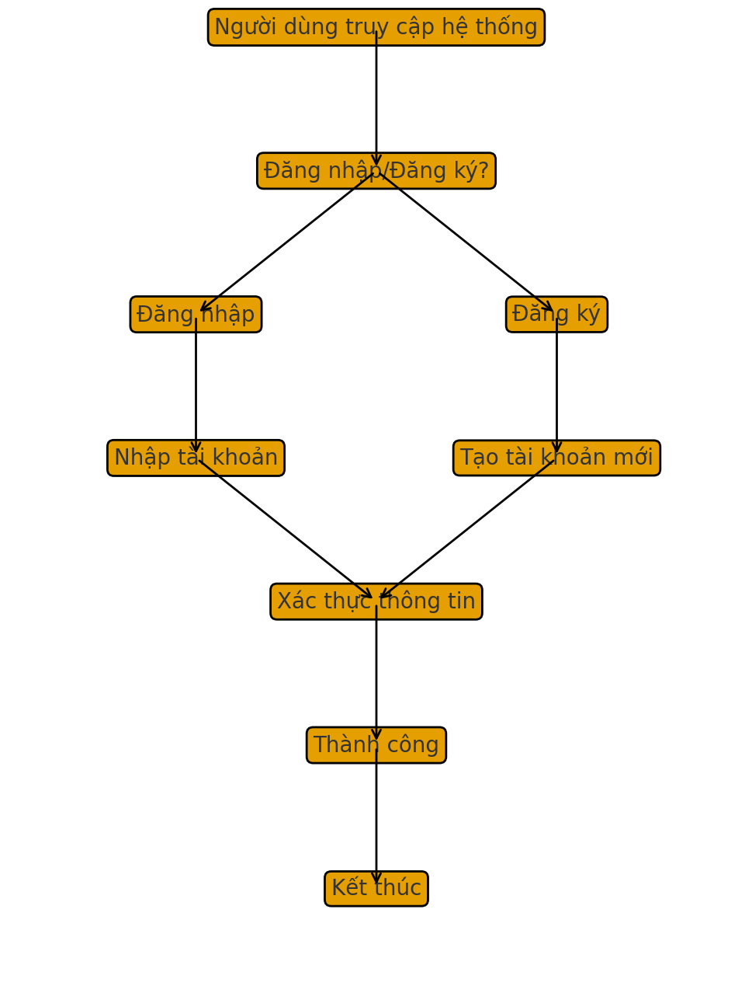 Người dùng truy cập hệ thống
Đăng nhập/Đăng ký?
Đăng nhập
Đăng ký
Nhập tài khoản
Tạo tài khoản mới
Xác thực thông tin
Thành công
Kết thúc